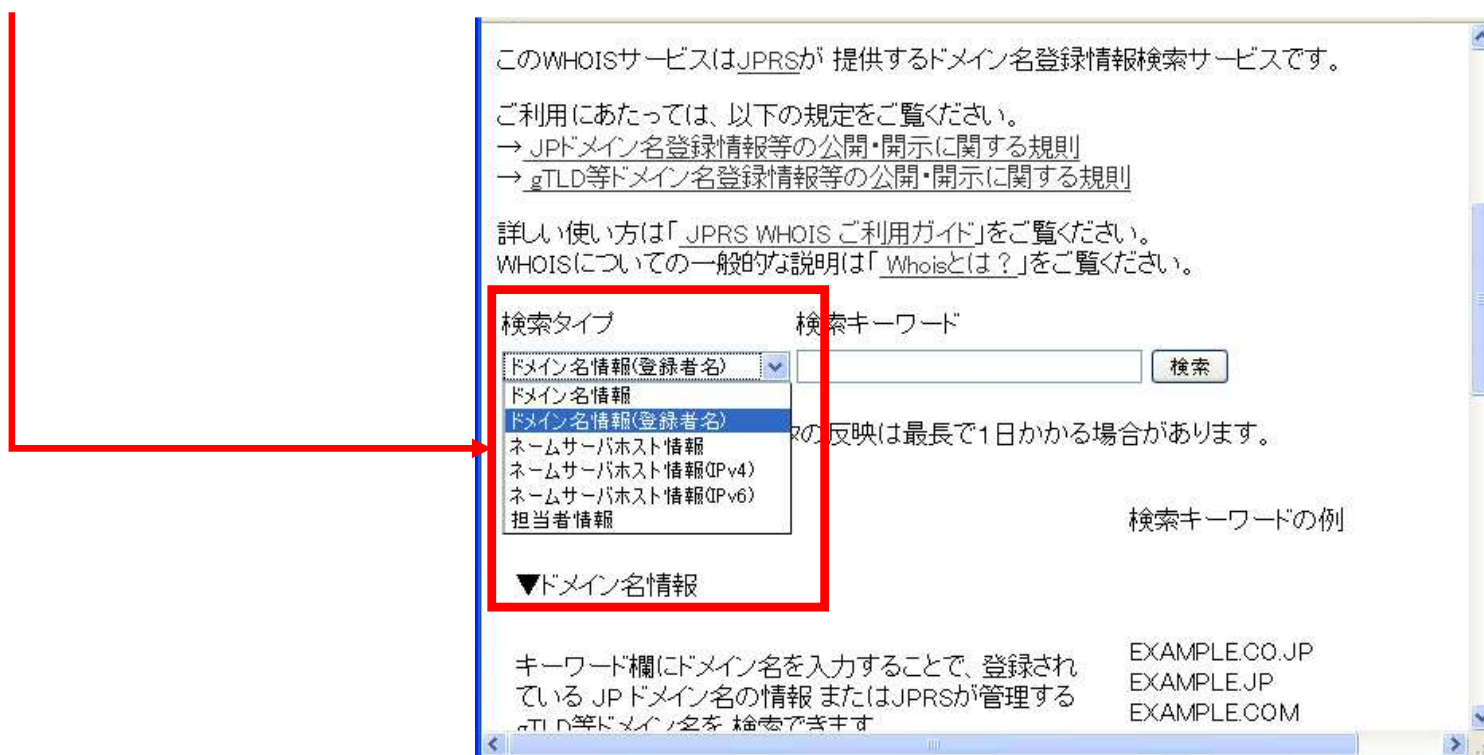 このWHOISサービスはJPRSが 提供するドメイン名登録情報検索サービスです。
ご利用にあたっては、以下の規定をご覧ください。
→ JPドメイン名登録情報等の公開・開示に関する規則
→ gTLD等ドメイン名登録情報等の公開・開示に関する規則
詳しい使い方は「 JPRS WHOIS ご利用ガイド」をご覧ください。
WHOISについての一般的な説明は「 Whoisとは？」をご覧ください。
検索タイプ 検索キーワード
ドメイン名情報(登録者名) 検索
ドメイン名情報
ドメイン名情報(登録者名)
の反映は最長で1日かかる場合があります。
ネームサーバホスト情報
ネームサーバホスト情報(IPv4)
ネームサーバホスト情報(IPv6)
担当者情報
検索キーワードの例
▼ドメイン名情報
キーワード欄にドメイン名を入力することで、登録され
ている JPドメイン名の情報 またはJPRSが管理する
gTLD等ドメイン名を 検索できます
EXAMPLE.CO.JP
EXAMPLE.JP
EXAMPLE.COM